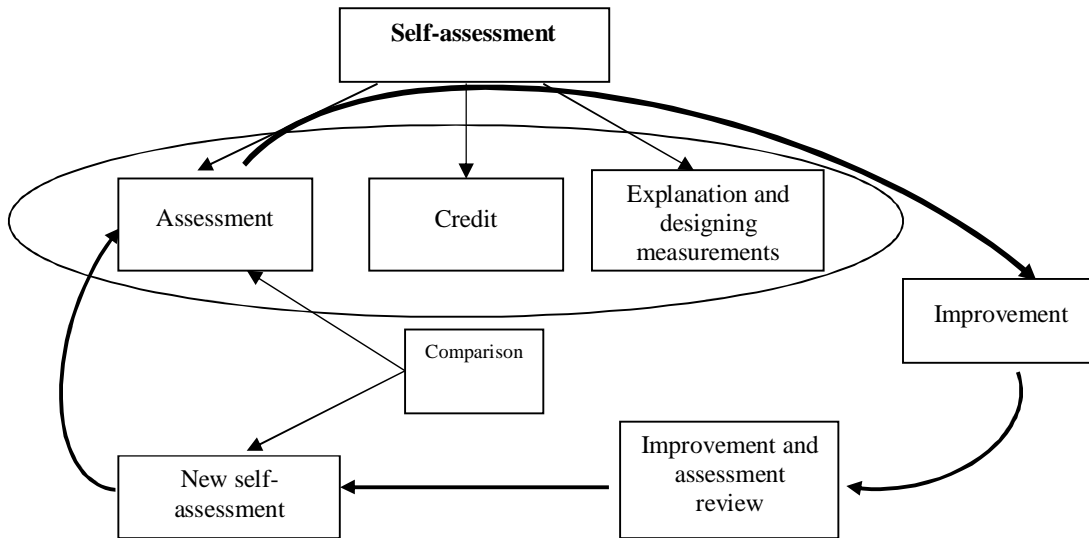 Self-assessment
Assessment
Credit
Explanation and
designing
measurements
Improvement
Comparison
Improvement and
assessment
review
New self-
assessment